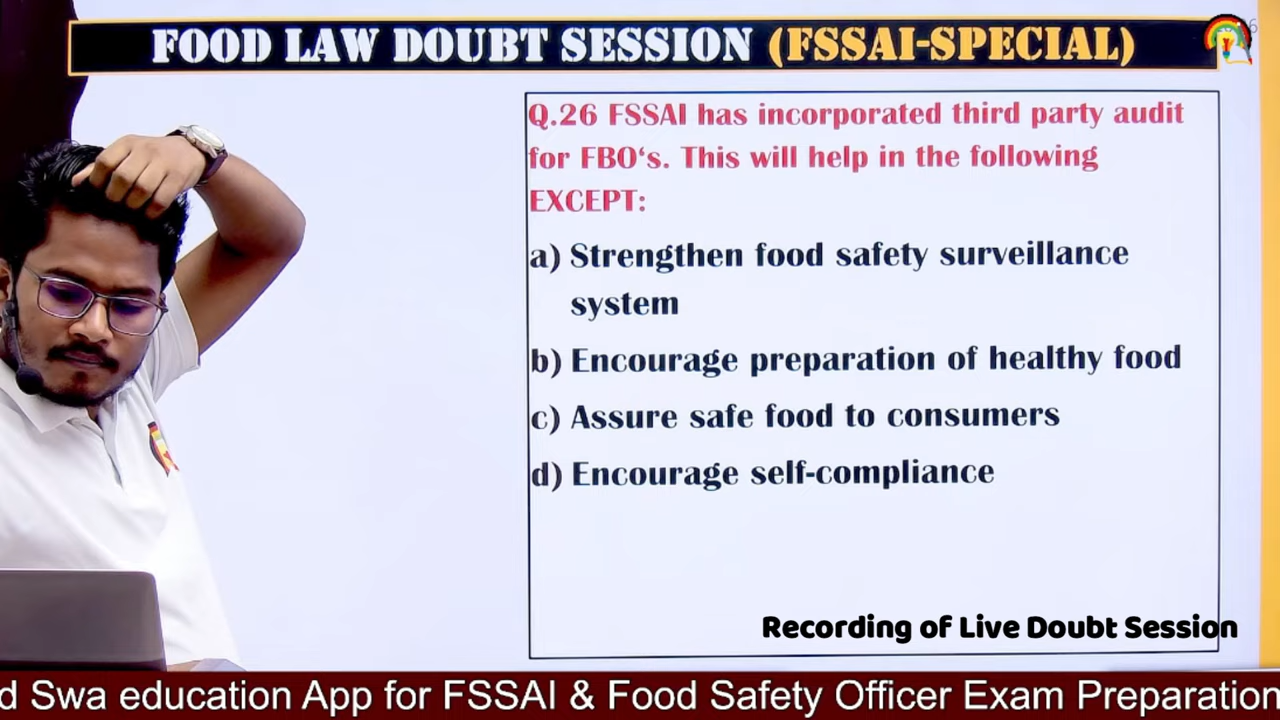 FOOD LAW DOUBT SESSION (FSSAI-SPECIAL)
Q.26 FSSAI has incorporated third party audit
for FBO‘s. This will help in the following
EXCEPT:
a) Strengthen food safety surveillance
system
b) Encourage preparation of healthy food
c) Assure safe food to consumers
d) Encourage self-compliance
Recording of Live Doubt Session
d Swa education App for FSSAI & Food Safety Officer Exam Preparation